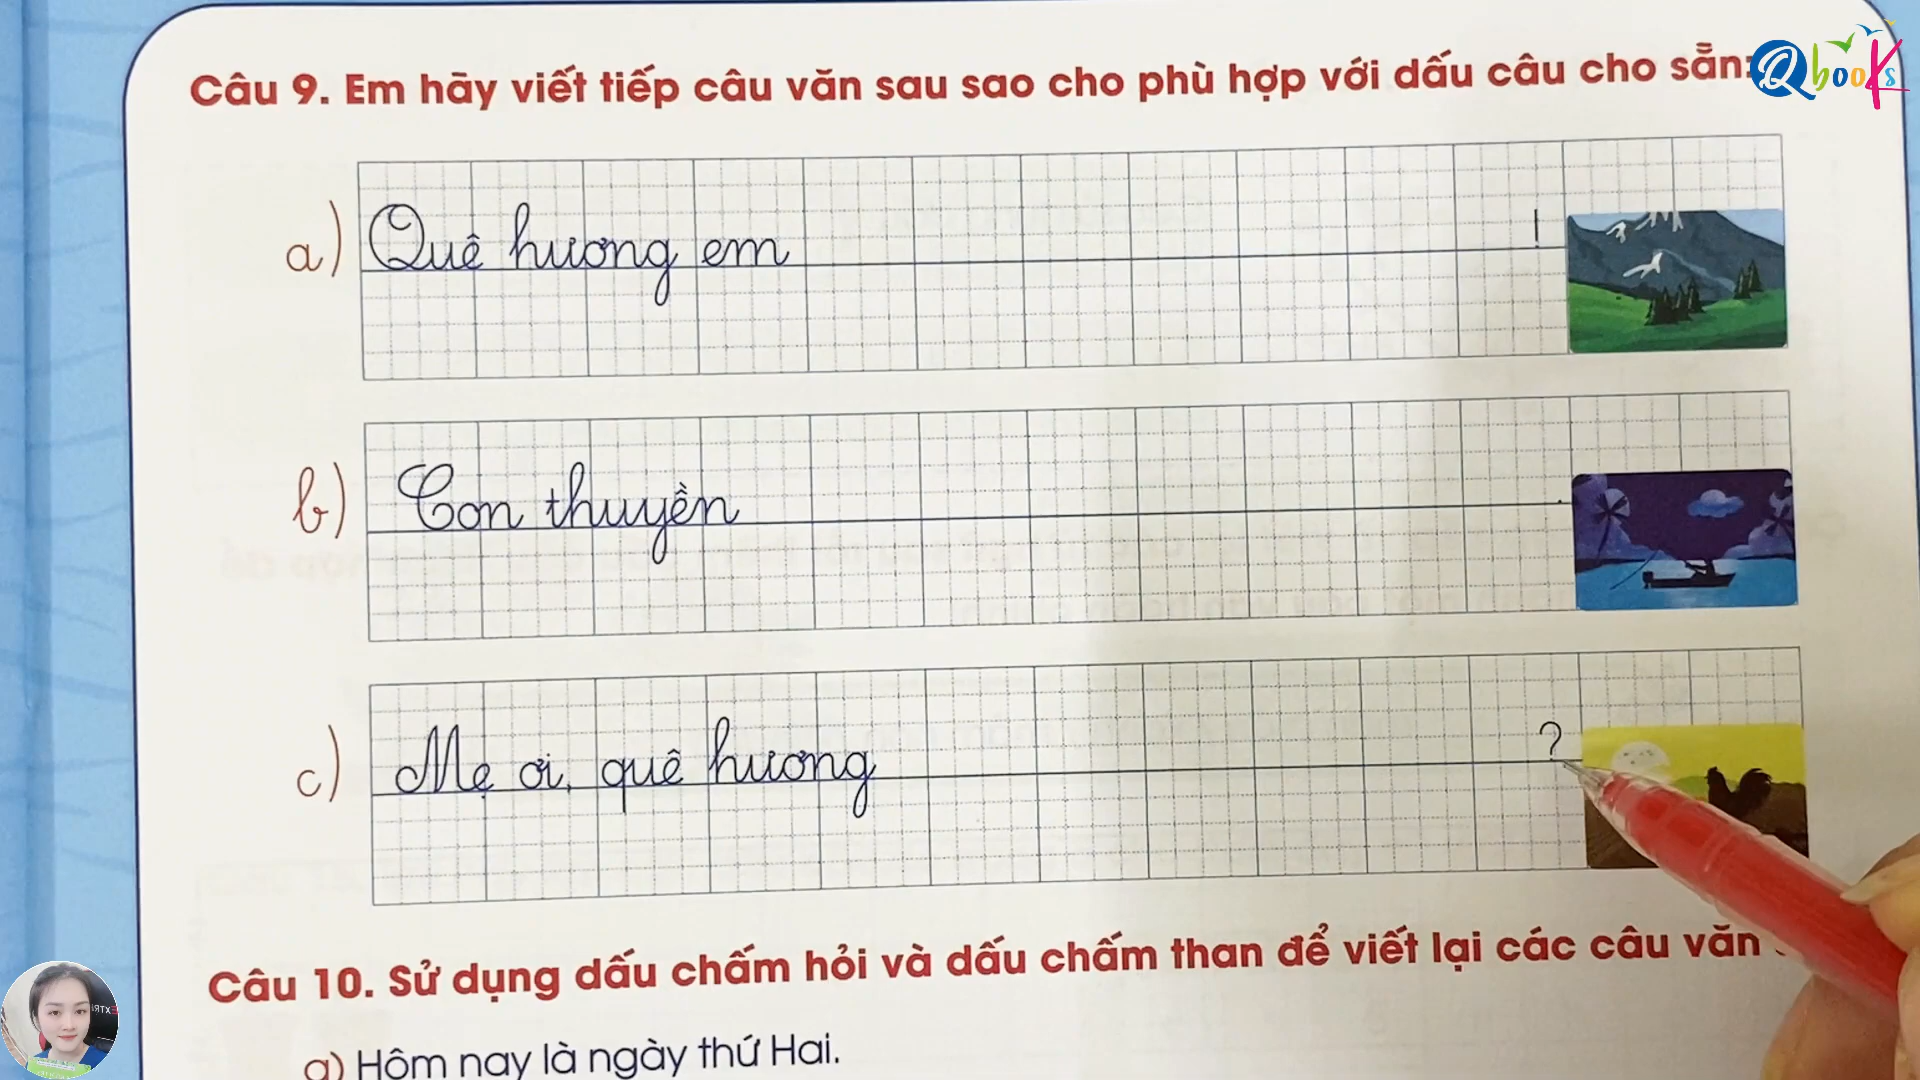 Câu 9. Em hãy viết tiếp câu văn sau sao cho phù hợp với dấu câu cho sẵn:
Qbooks
a) Quê hương em !
b) Con thuyền .
c) Mẹ ơi, quê hương ?
Câu 10. Sử dụng dấu chấm hỏi và dấu chấm than để viết lại các câu văn
a) Hôm nay là ngày thứ Hai.